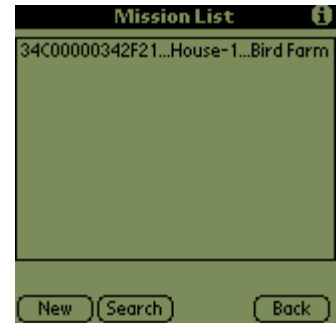 Mission List i
34C00000342F21...House-1...Bird Farm
New Search Back